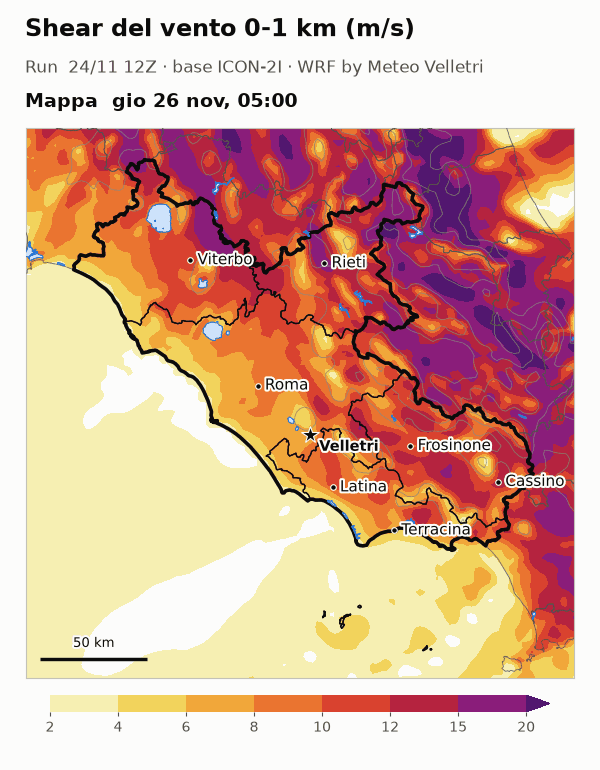 Shear del vento 0-1 km (m/s)
Run  24/11 12Z · base ICON-2I · WRF by Meteo Velletri
Mappa  gio 26 nov, 05:00
Viterbo
Rieti
Roma
Velletri
Frosinone
Cassino
Latina
Terracina
50 km
2 4 6 8 10 12 15 20